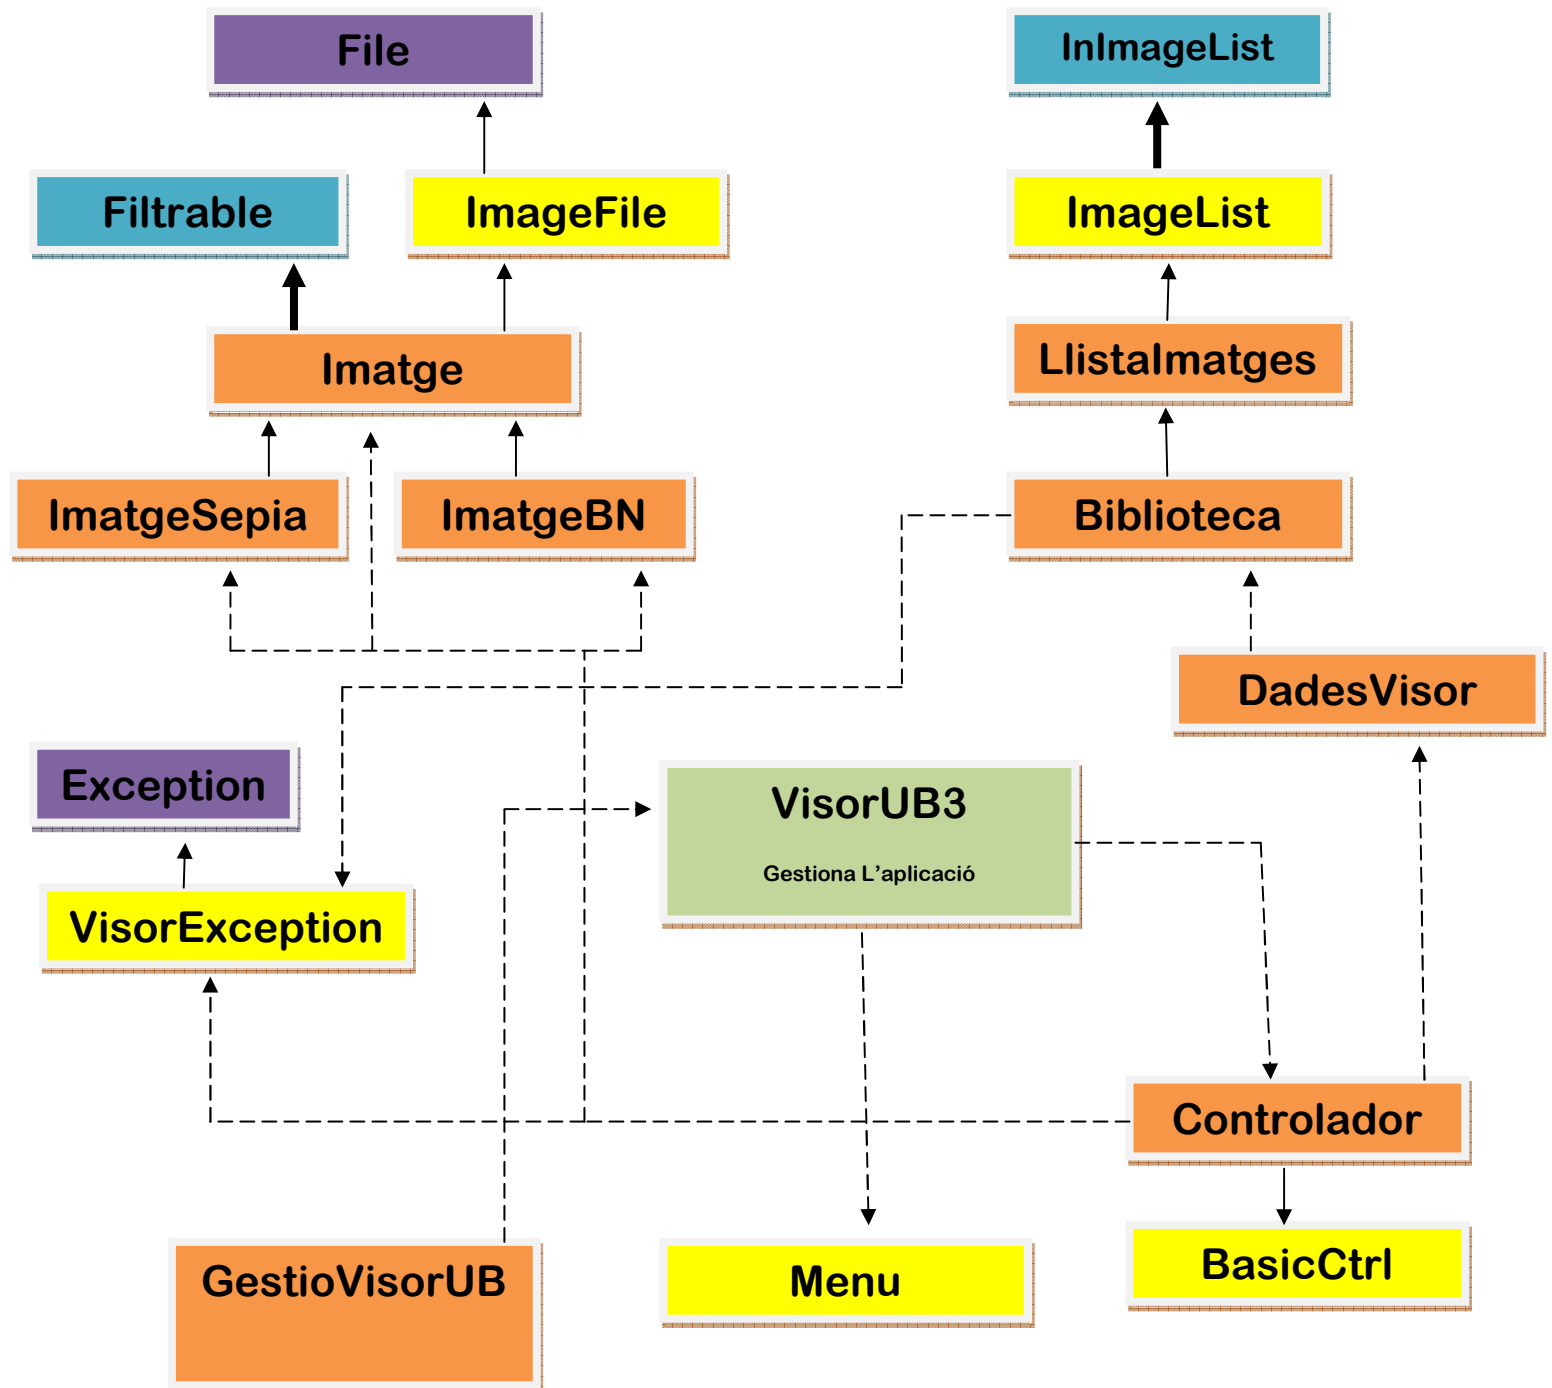 File
InImageList
Filtrable
ImageFile
ImageList
Imatge
LlistaImatges
ImatgeSepia
ImatgeBN
Biblioteca
DadesVisor
Exception
VisorUB3
Gestiona L’aplicació
VisorException
Controlador
GestioVisorUB
Menu
BasicCtrl